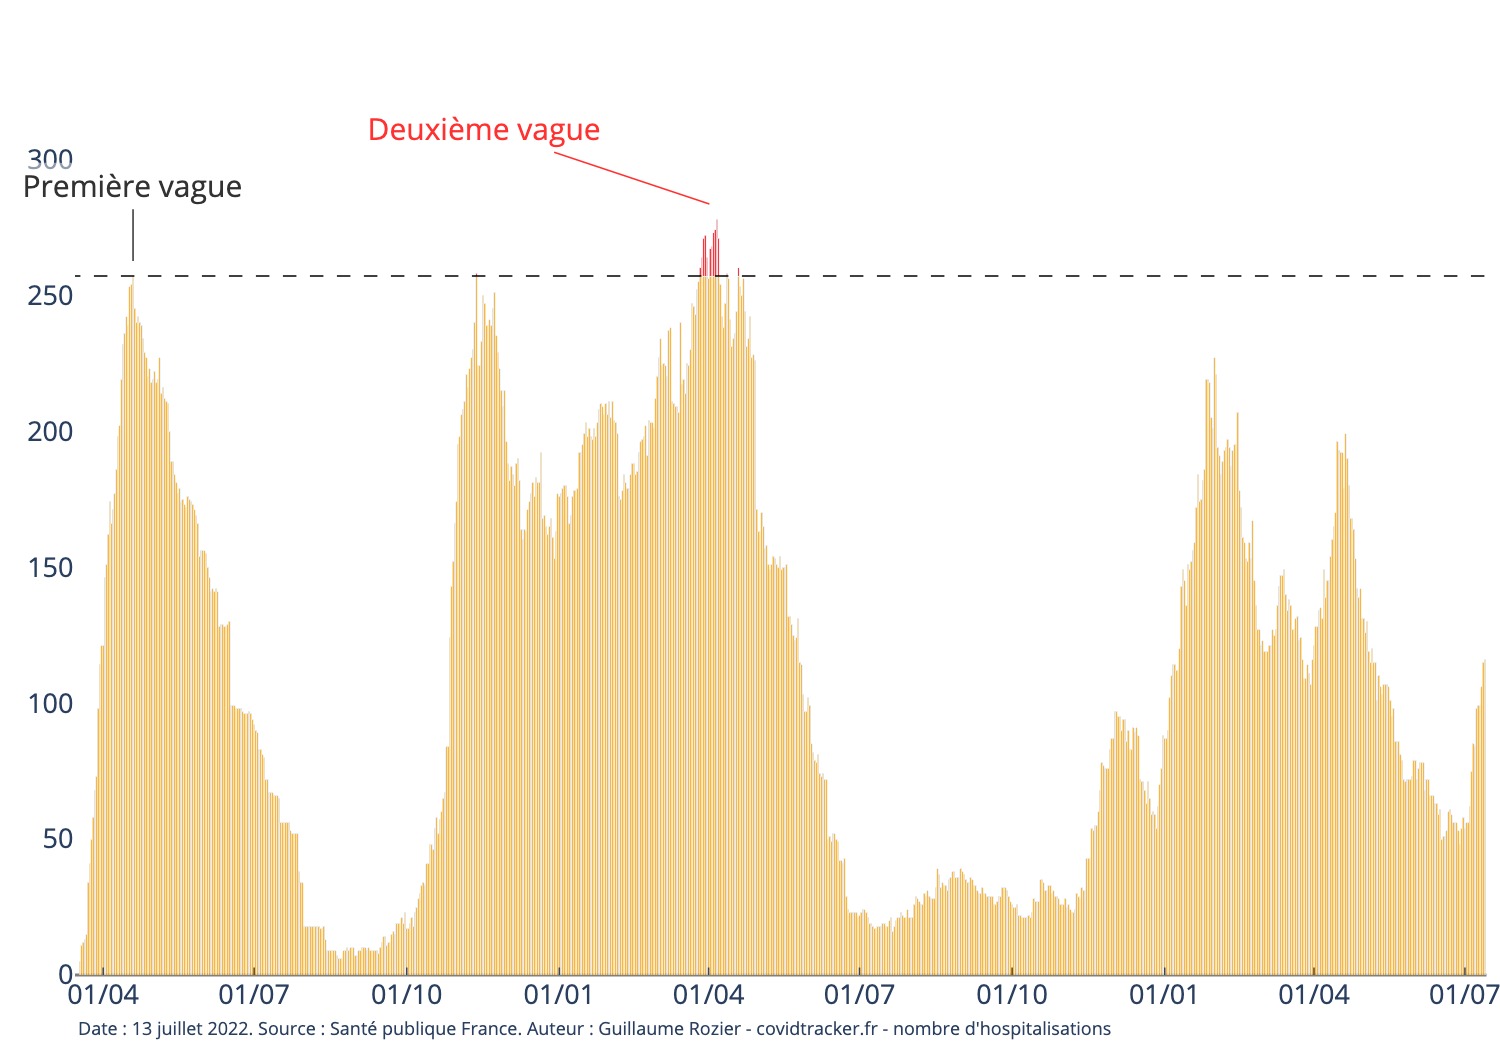 Deuxième vague
300
Première vague
250
200
150
100
50
0
01/04 01/07 01/10 01/01 01/04 01/07 01/10 01/01 01/04 01/07
Date : 13 juillet 2022. Source : Santé publique France. Auteur : Guillaume Rozier - covidtracker.fr - nombre d'hospitalisations